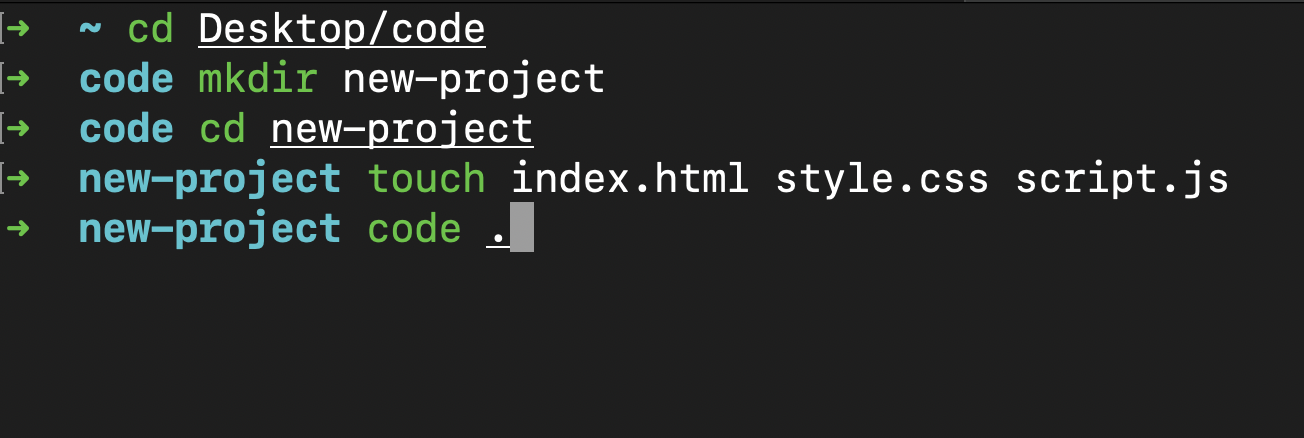 ➜ ~ cd Desktop/code
➜ code mkdir new-project
➜ code cd new-project
➜ new-project touch index.html style.css script.js
➜ new-project code .